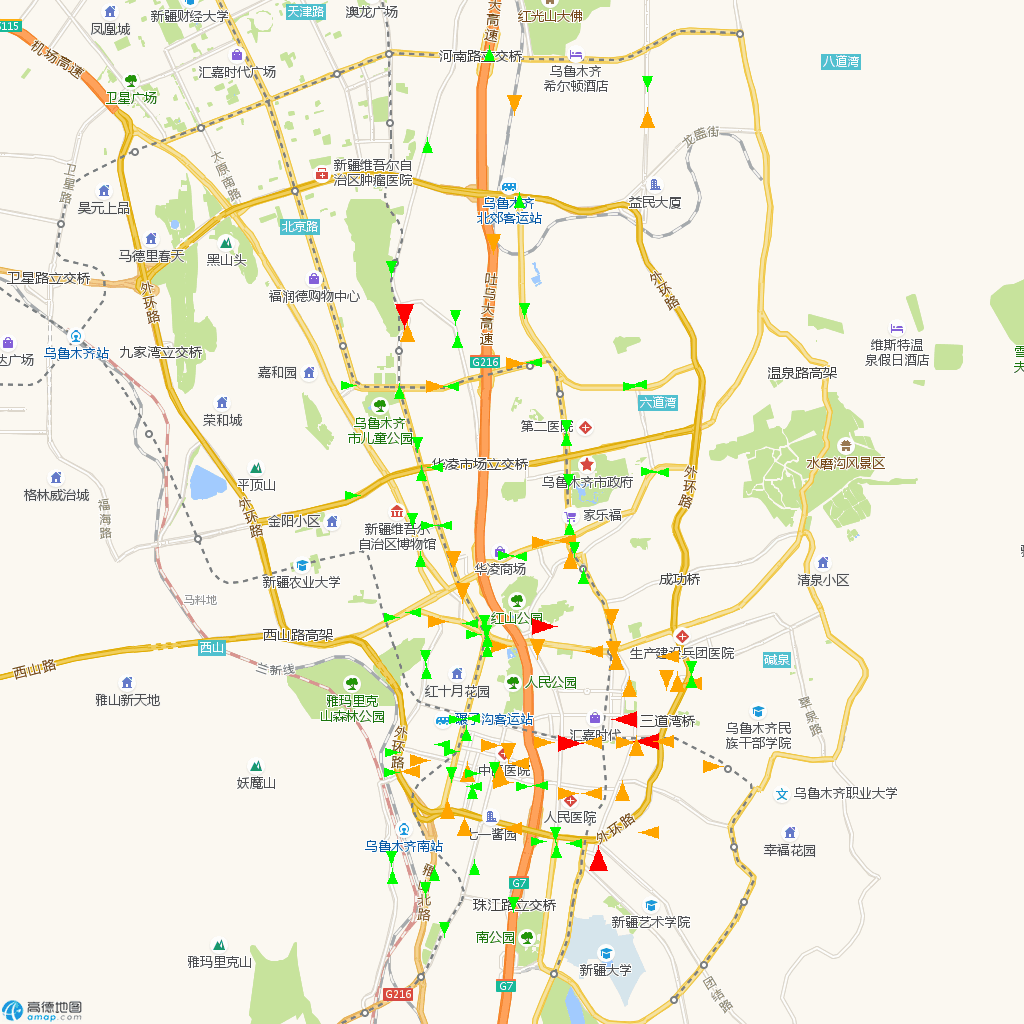 凤凰城
新疆财经大学
天津路
澳龙广场
大高速
红光山大佛
S115
机场高速
汇嘉时代广场
河南路立交桥
乌鲁木齐
希尔顿酒店
八道湾
卫星广场
龙盛街
太原南路
卫星路
新疆维吾尔自
治区肿瘤医院
昊元上品
乌鲁木齐
北郊客运站
益民大厦
北京路
马德里春天
黑山头
卫星路立交桥
外环路
福润德购物中心
吐乌大高速
外环路
达广场
乌鲁木齐站
九家湾立交桥
G216
维斯特温
泉假日酒店
嘉和园
温泉路高架
荣和城
乌鲁木齐
市儿童公园
六道湾
第二医院
水磨沟风景区
华凌市场立交桥
平顶山
格林威治城
乌鲁木齐市政府
外环路
福海路
外环路
金阳小区
新疆维吾尔
自治区博物馆
家乐福
华凌商场
新疆农业大学
成功桥
清泉小区
马料地
红山公园
西山路高架
西山
生产建设兵团医院
碱泉
西山路
兰新线
雅山新天地
雅玛里克
山森林公园
红十月花园
人民公园
翠泉路
碾子沟客运站
汇嘉时代
三道湾桥
乌鲁木齐民
族干部学院
外环路
妖魔山
中医医院
乌鲁木齐职业大学
人民医院
七一酱园
外环路
乌鲁木齐南站
幸福花园
G7
珠江路立交桥
新疆艺术学院
南公园
雅玛里克山
新疆大学
G7
G216
团结路
高德地图
amap.com